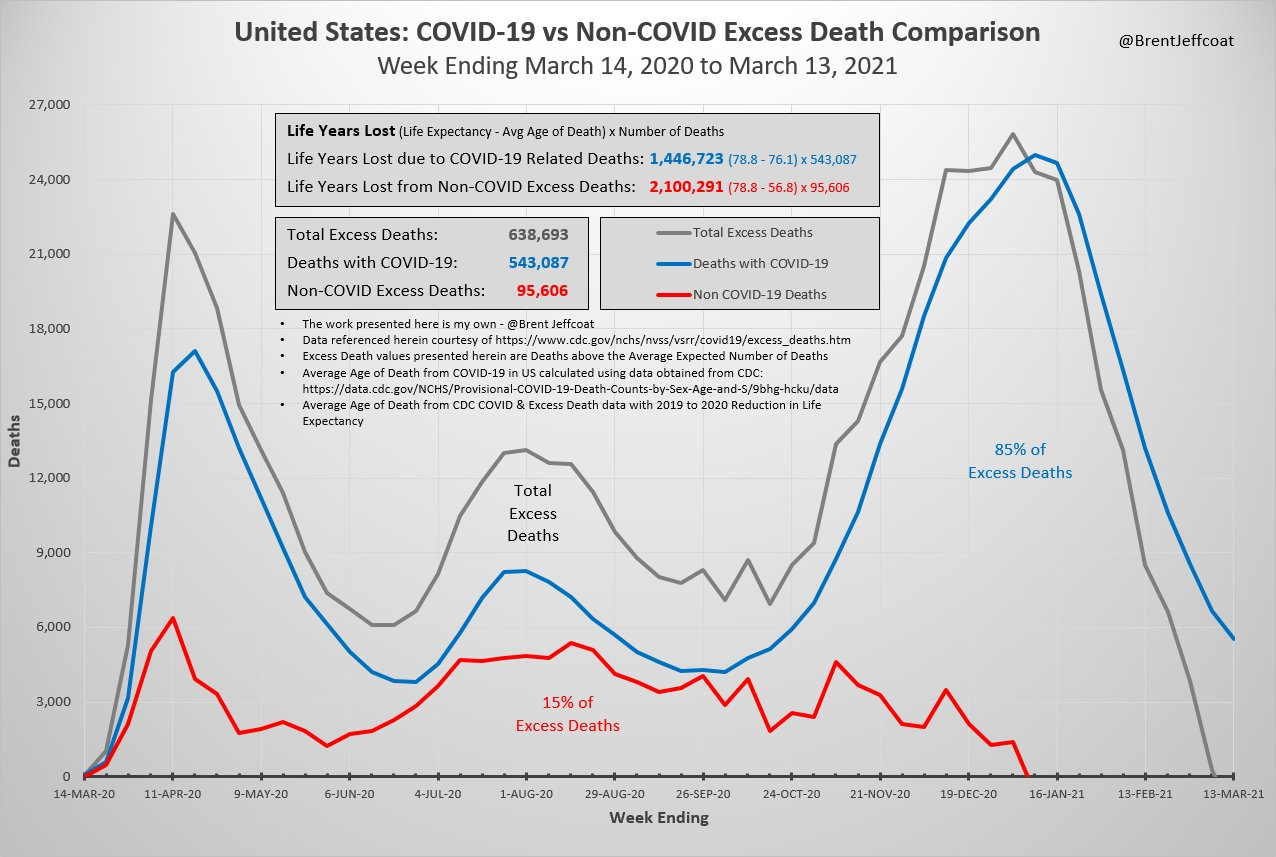 United States: COVID-19 vs Non-COVID Excess Death Comparison
@BrentJeffcoat
Week Ending March 14, 2020 to March 13, 2021
Life Years Lost (Life Expectancy - Avg Age of Death) x Number of Deaths
Life Years Lost due to COVID-19 Related Deaths: 1,446,723 (78.8 - 76.1) x 543,087
Life Years Lost from Non-COVID Excess Deaths: 2,100,291 (78.8 - 56.8) x 95,606
Total Excess Deaths: 638,693
Deaths with COVID-19: 543,087
Non-COVID Excess Deaths: 95,606
Total Excess Deaths
Deaths with COVID-19
Non COVID-19 Deaths
• The work presented here is my own - @Brent Jeffcoat
• Data referenced herein courtesy of https://www.cdc.gov/nchs/nvss/vsrr/covid19/excess_deaths.htm
• Excess Death values presented herein are Deaths above the Average Expected Number of Deaths
• Average Age of Death from COVID-19 in US calculated using data obtained from CDC:
https://data.cdc.gov/NCHS/Provisional-COVID-19-Death-Counts-by-Sex-Age-and-S/9bhg-hcku/data
• Average Age of Death from CDC COVID & Excess Death data with 2019 to 2020 Reduction in Life
Expectancy
Total
Excess
Deaths
85% of
Excess Deaths
15% of
Excess Deaths
Deaths
27,000
24,000
21,000
18,000
15,000
12,000
9,000
6,000
3,000
0
14-MAR-20
11-APR-20
9-MAY-20
6-JUN-20
4-JUL-20
1-AUG-20
29-AUG-20
26-SEP-20
24-OCT-20
21-NOV-20
19-DEC-20
16-JAN-21
13-FEB-21
13-MAR-21
Week Ending